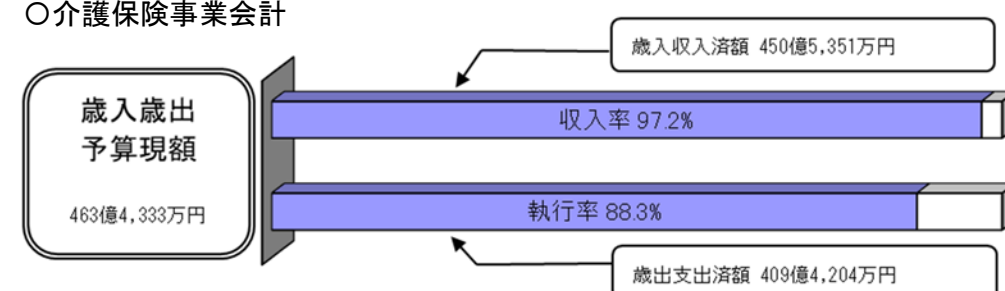 ○介護保険事業会計
歳入収入済額 450億5,351万円
歳入歳出
予算現額
463億4,333万円
収入率 97.2%
執行率 88.3%
歳出支出済額 409億4,204万円